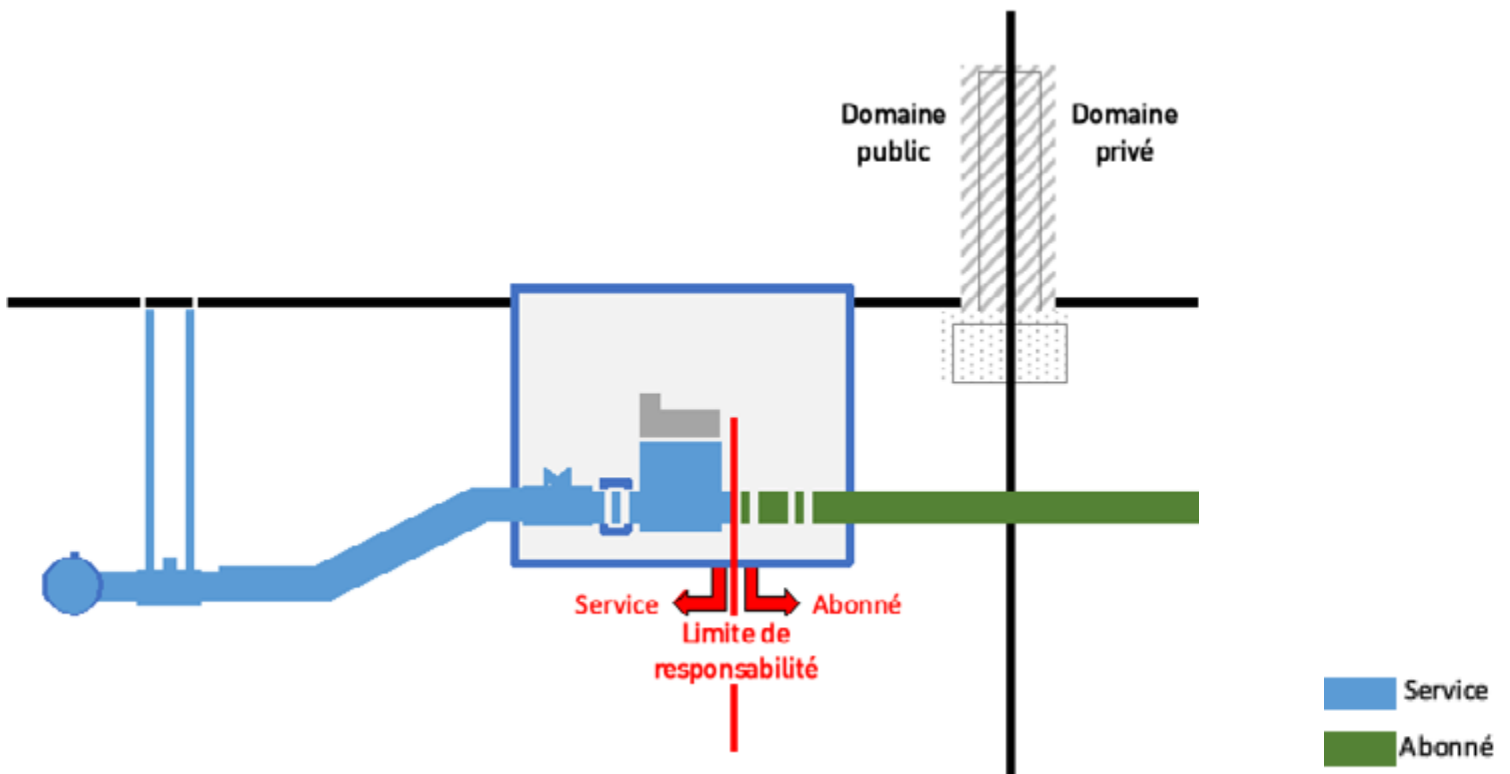 Domaine
public
Domaine
privé
Service
Abonné
Limite de
responsabilité
Service
Abonné